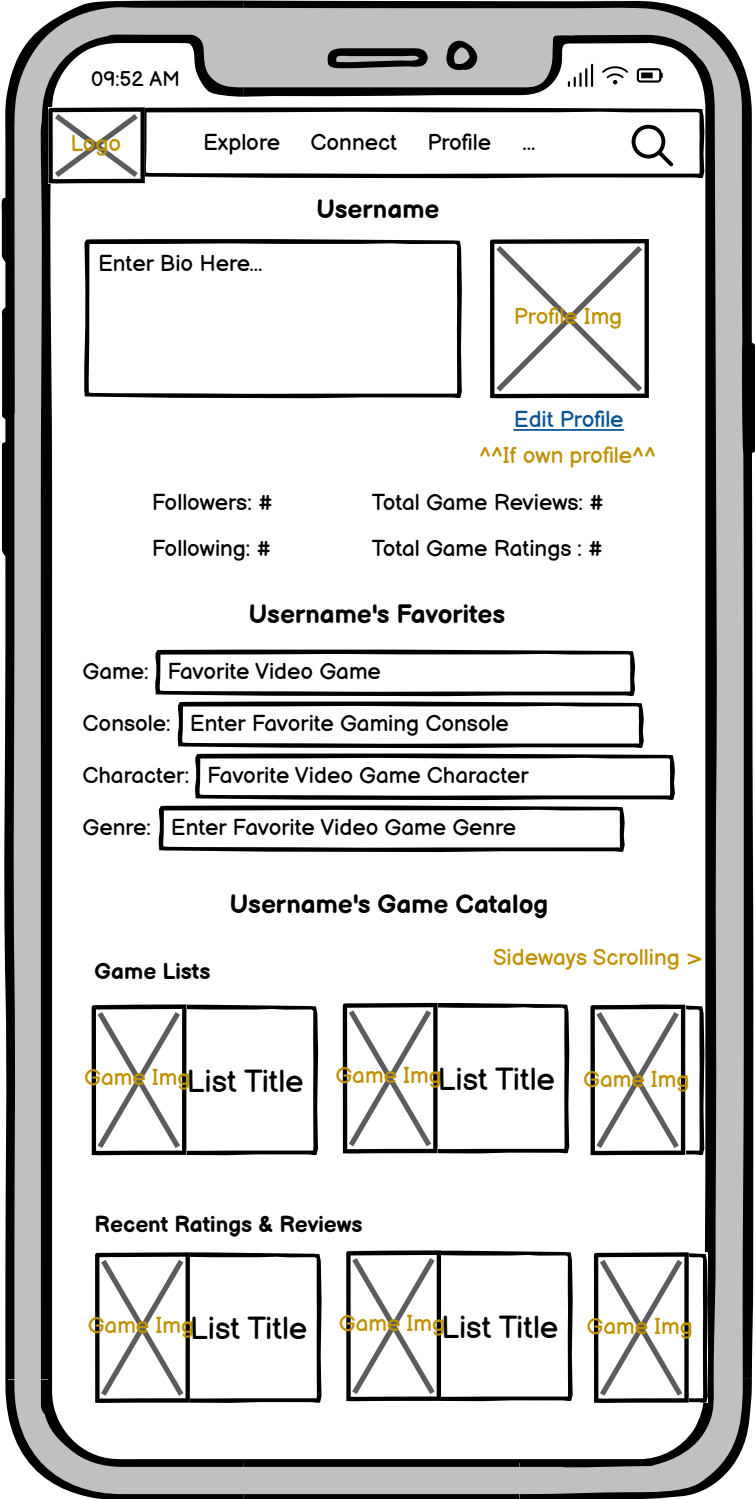 09:52 AM
Logo
Explore Connect Profile ...
Username
Enter Bio Here...
Profile Img
Edit Profile
^^If own profile^^
Followers: # Total Game Reviews: #
Following: # Total Game Ratings : #
Username's Favorites
Game: Favorite Video Game
Console: Enter Favorite Gaming Console
Character: Favorite Video Game Character
Genre: Enter Favorite Video Game Genre
Username's Game Catalog
Sideways Scrolling >
Game Lists
Game Img List Title Game Img List Title Game Img
Recent Ratings & Reviews
Game Img List Title Game Img List Title Game Img